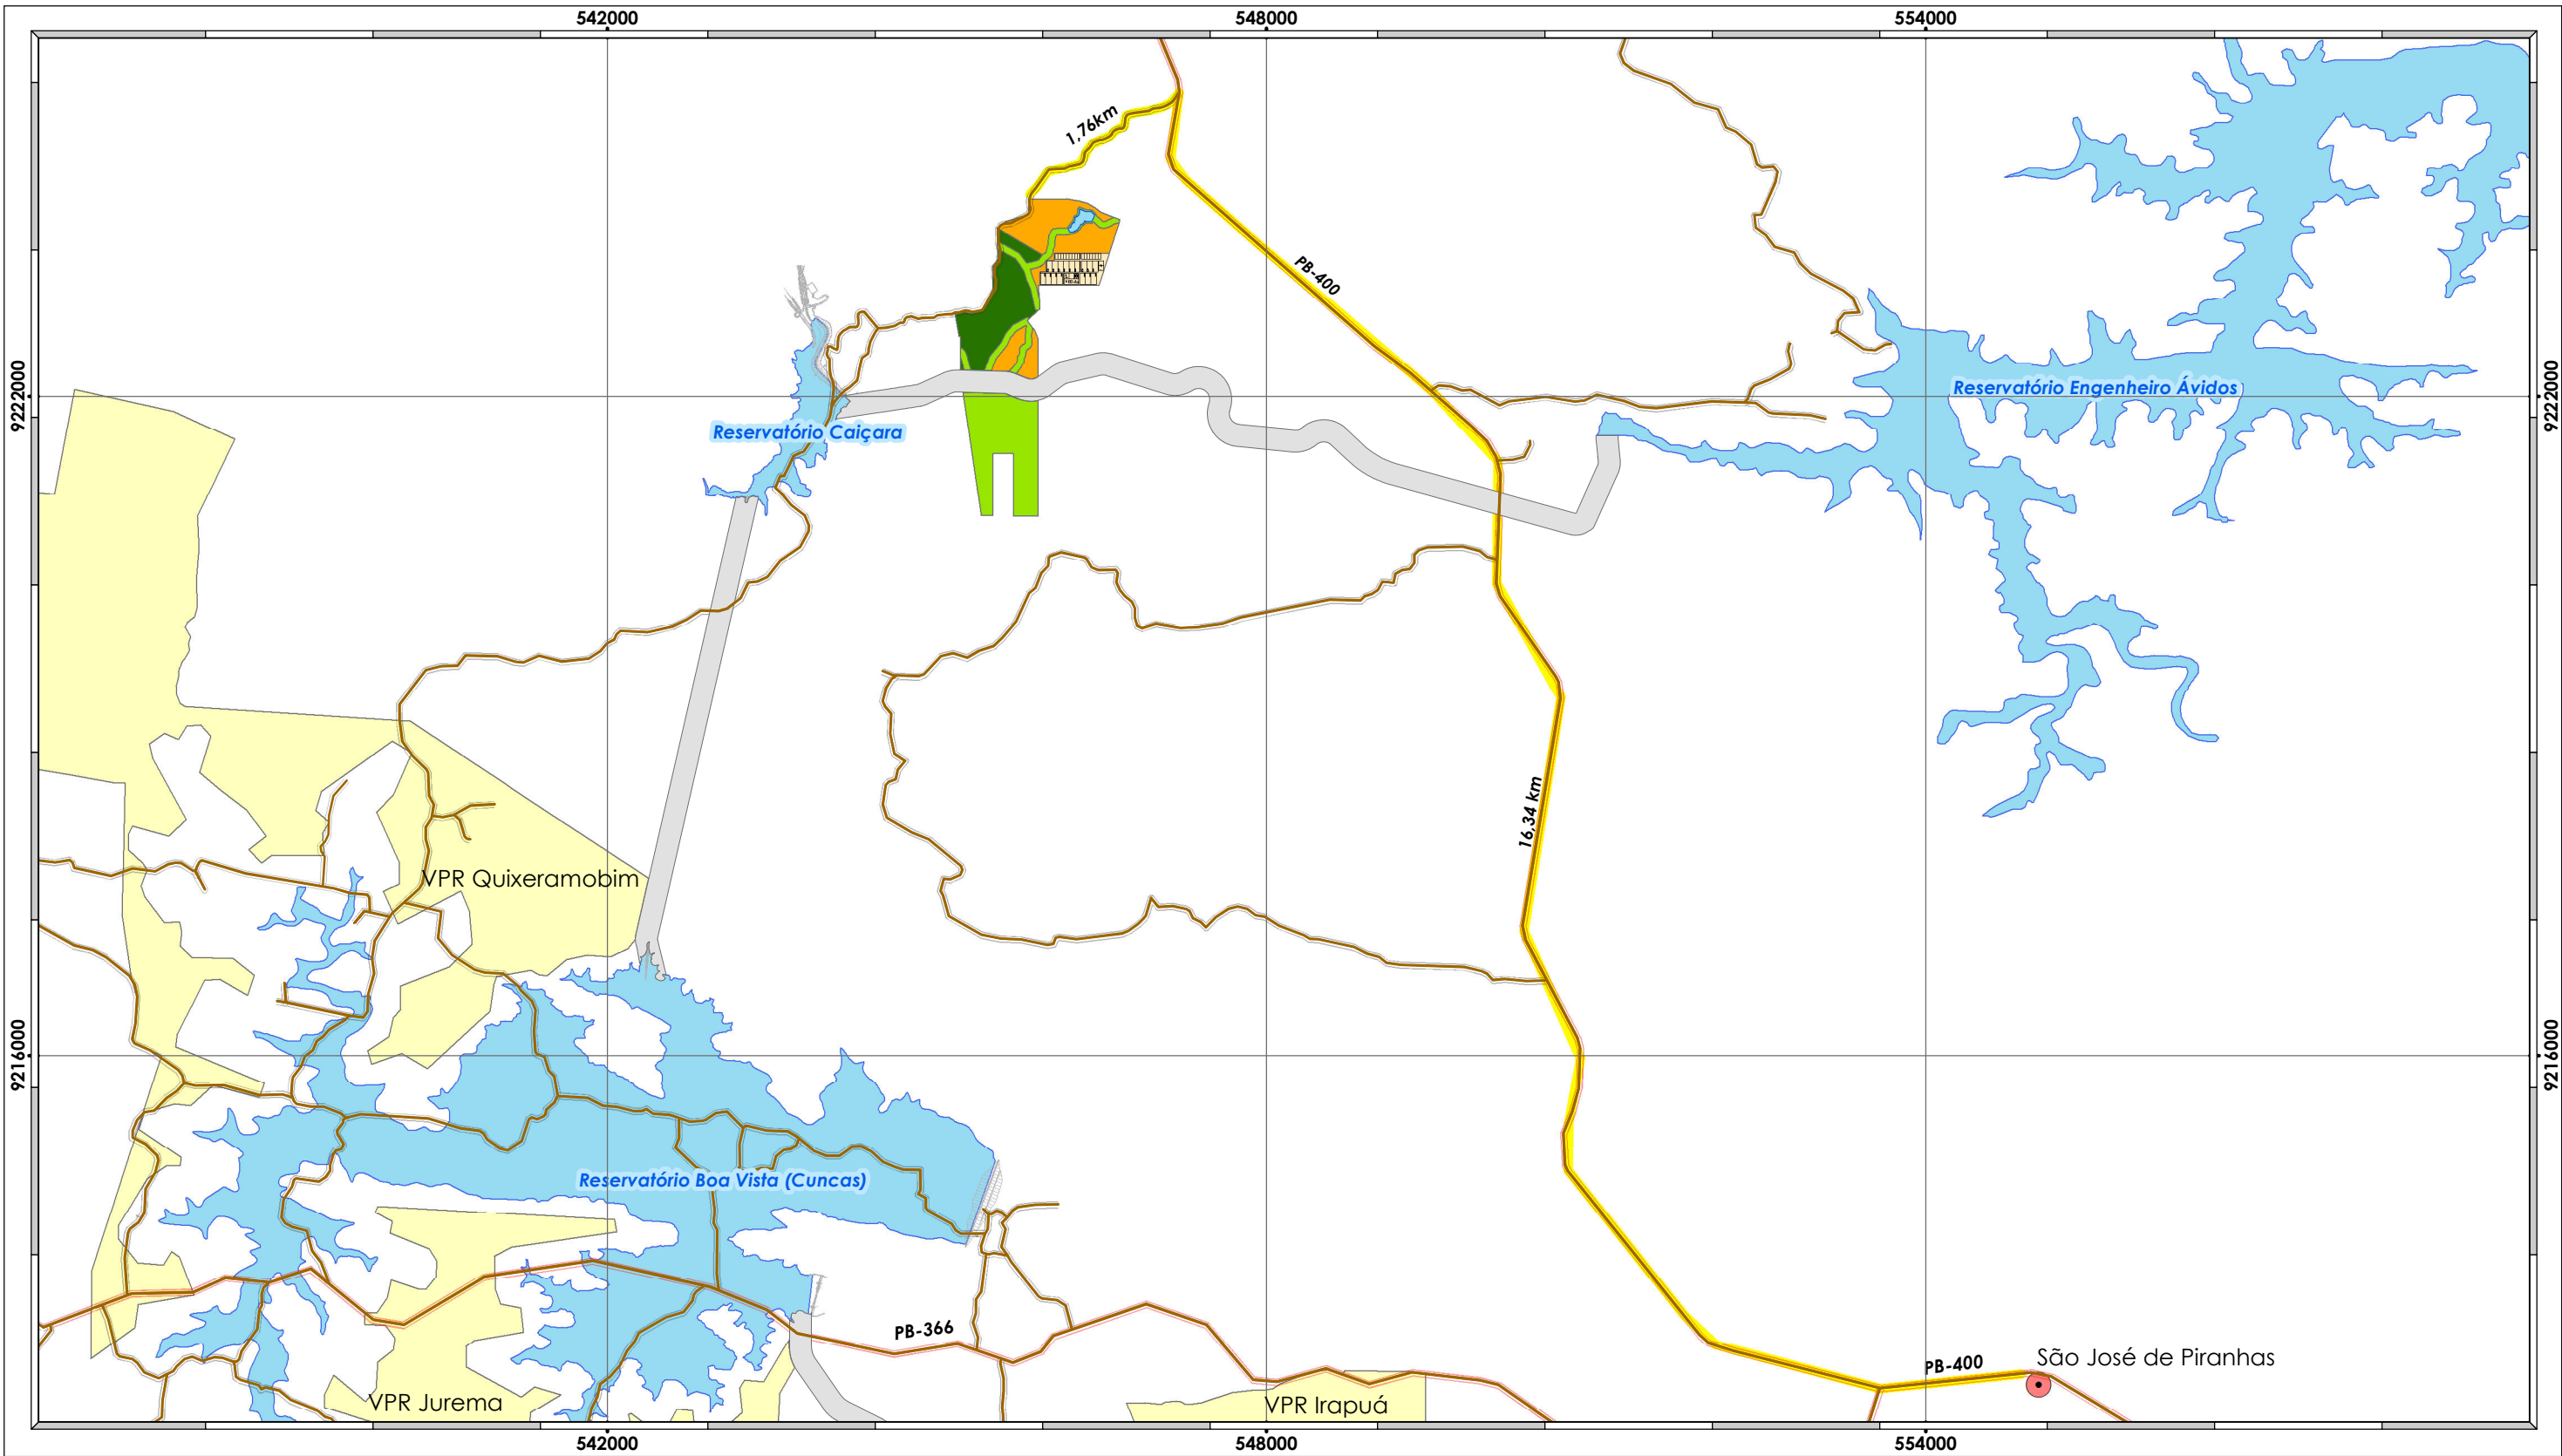 542000
548000
554000
1,76km
PB-400
9222000
9222000
Reservatório Engenheiro Ávidos
Reservatório Caiçara
16,34 km
VPR Quixeramobim
9216000
9216000
Reservatório Boa Vista (Cuncas)
PB-366
PB-400
São José de Piranhas
VPR Jurema
VPR Irapuá
542000
548000
554000